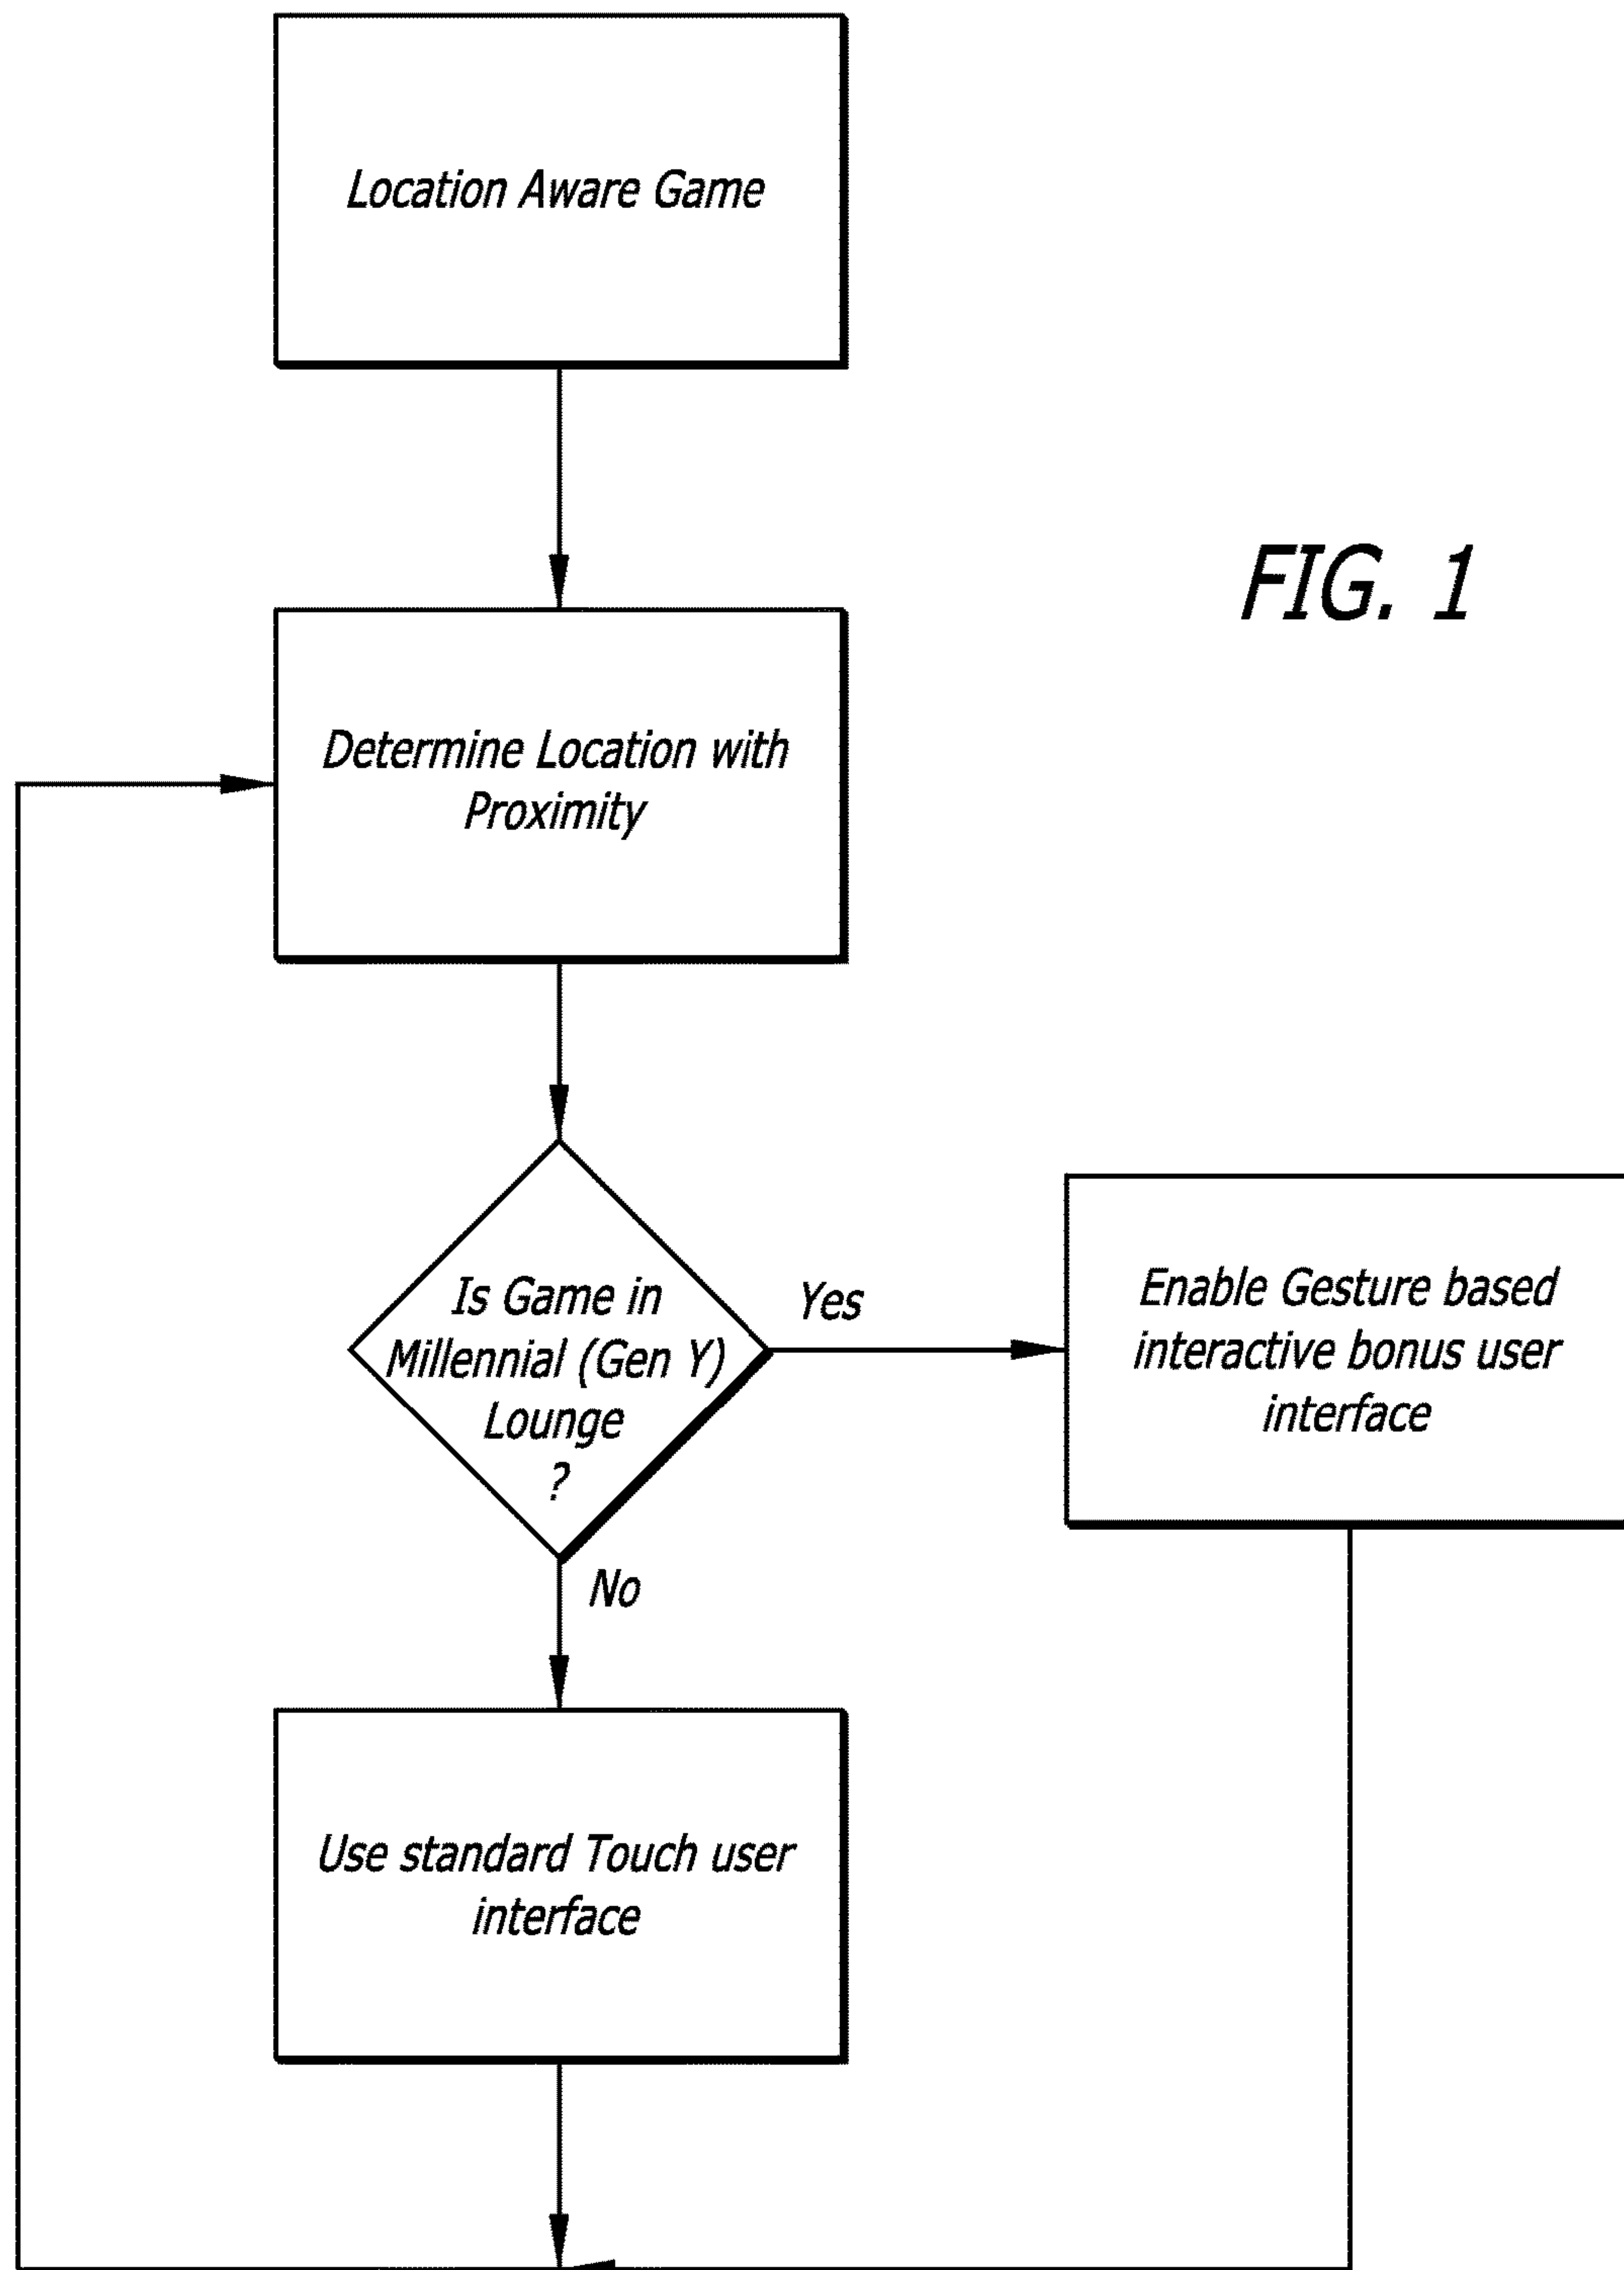 Location Aware Game
FIG. 1
Determine Location with
Proximity
Is Game in
Millennial (Gen Y)
Lounge
?
Yes
Enable Gesture based
interactive bonus user
interface
No
Use standard Touch user
interface